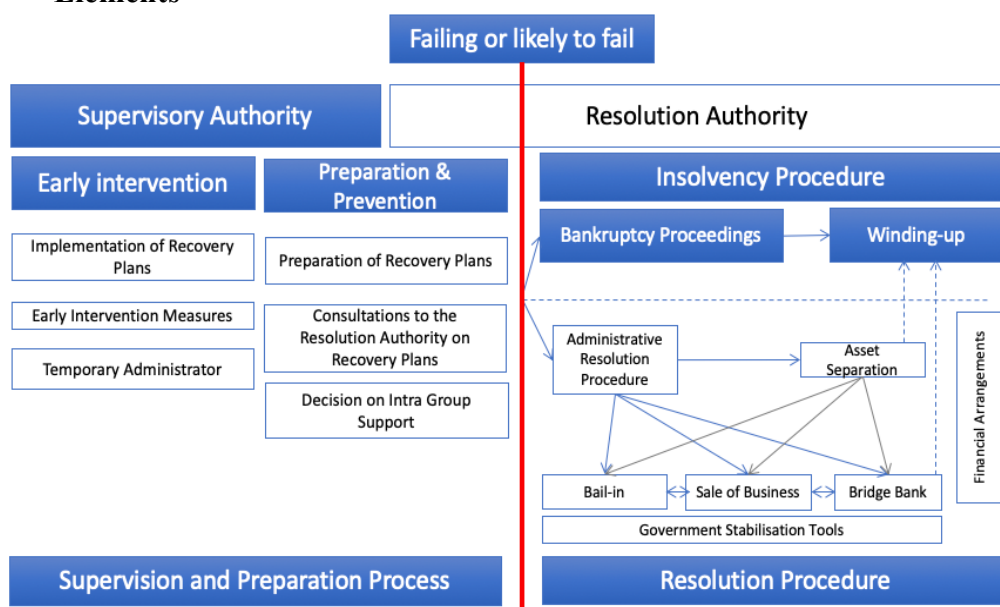 Elements
Failing or likely to fail
Supervisory Authority
Resolution Authority
Early intervention
Preparation &
Prevention
Insolvency Procedure
Implementation of Recovery
Plans
Early Intervention Measures
Temporary Administrator
Preparation of Recovery Plans
Consultations to the
Resolution Authority on
Recovery Plans
Decision on Intra Group
Support
Bankruptcy Proceedings
Winding-up
Administrative
Resolution
Procedure
Asset
Separation
Financial Arrangements
Bail-in
Sale of Business
Bridge Bank
Government Stabilisation Tools
Supervision and Preparation Process
Resolution Procedure